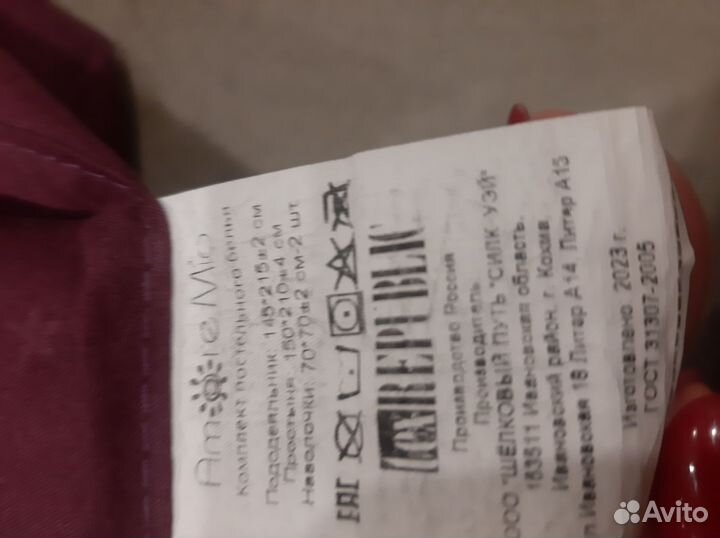 Amore Mio
Комплект постельного белья
Пододеяльник: 145*215±2 см
Простыня: 150*210±4 см
Наволочки: 70*70±2 см-2 шт
EAC
REPUBLIC
Производство Россия
Производитель
ООО "ШЁЛКОВЫЙ ПУТЬ "СИЛК УЭЙ"
153511 Ивановская область,
Ивановский район, г. Кохма,
Ивановская 18 Литер А14, Литер А15
Изготовлено 2023 г.
ГОСТ 31307-2005
Avito